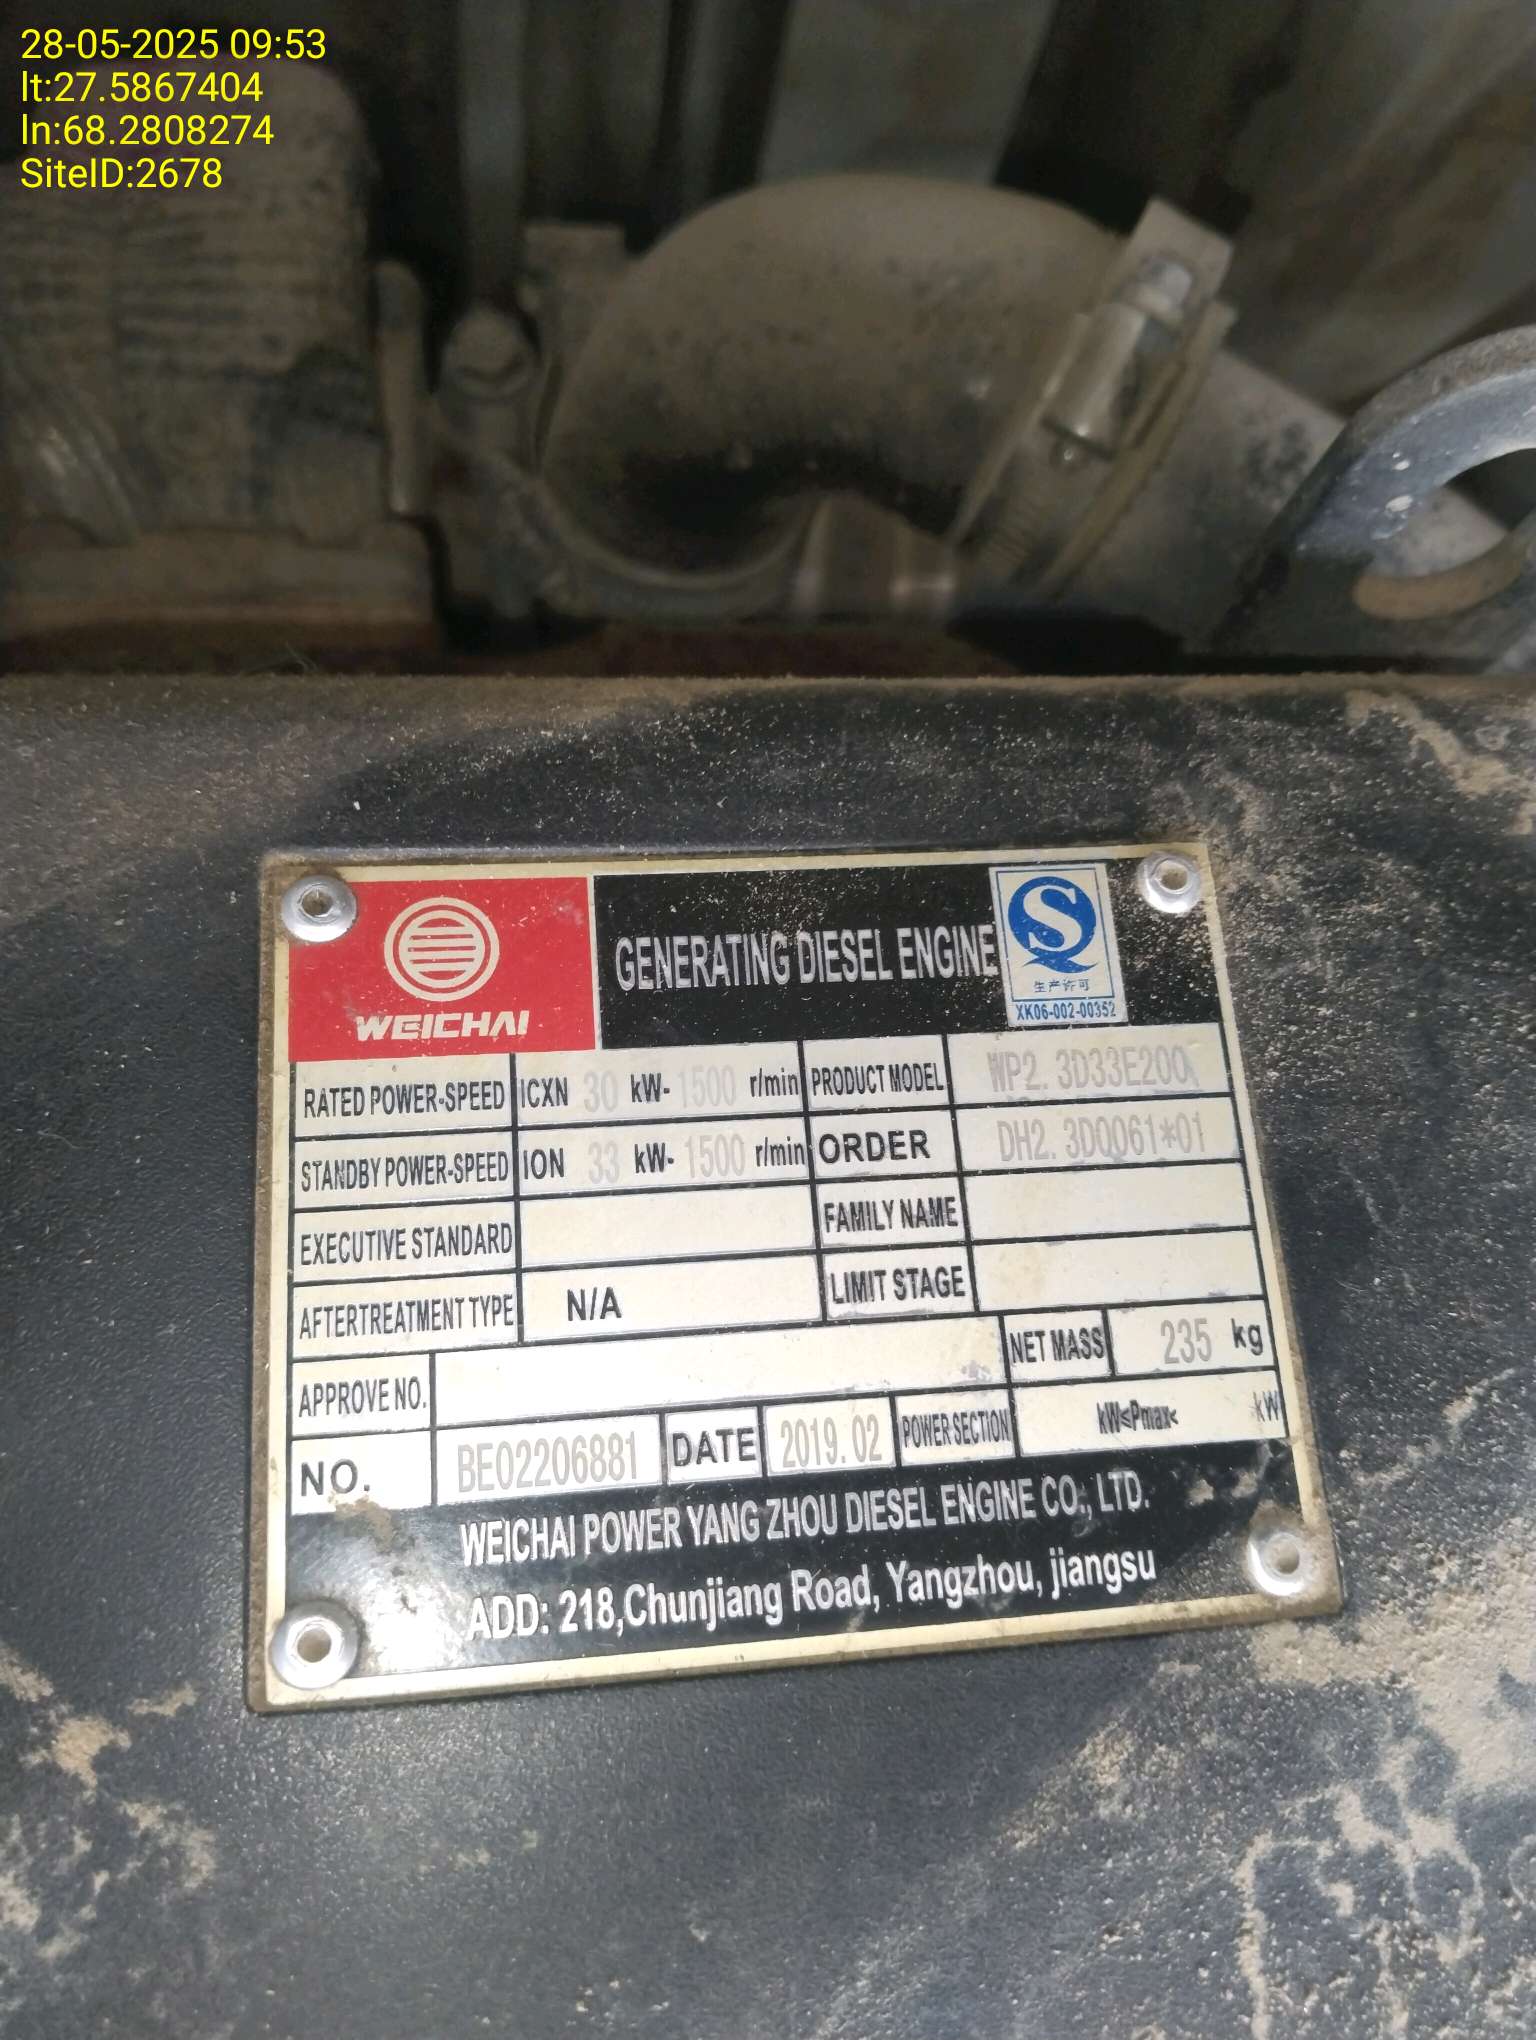 28-05-2025 09:53
lt:27.5867404
ln:68.2808274
SiteID:2678
WEICHAI
GENERATING DIESEL ENGINE
S
生产许可
XK06-002-00352
RATED POWER-SPEED ICXN 30 kW- 1500 r/min PRODUCT MODEL WP2. 3D33E200
STANDBY POWER-SPEED ION 33 kW- 1500 r/min ORDER DH2. 3D0061*01
EXECUTIVE STANDARD FAMILY NAME
AFTERTREATMENT TYPE N/A LIMIT STAGE
APPROVE NO. NET MASS 235 kg
NO. BE02206881 DATE 2019. 02 POWER SECTION kW<Pmax< kW
WEICHAI POWER YANG ZHOU DIESEL ENGINE CO., LTD.
ADD: 218,Chunjiang Road, Yangzhou, jiangsu